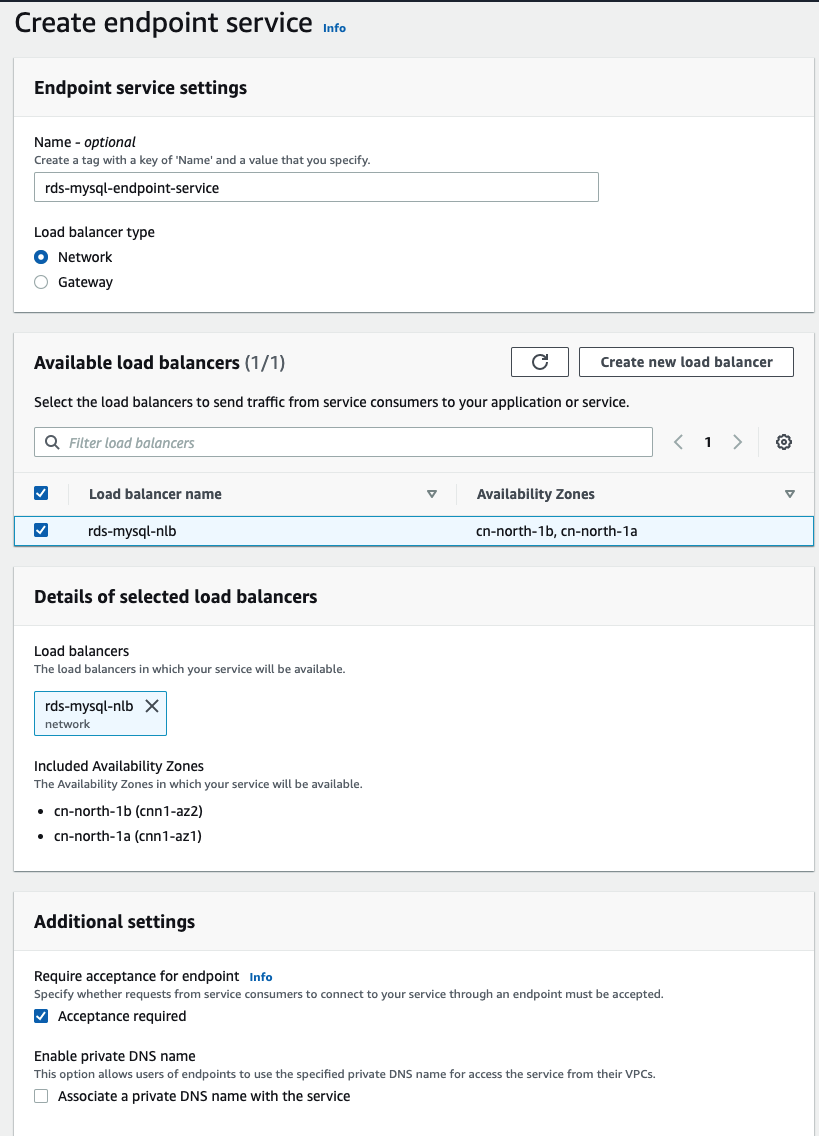 Create endpoint service Info
Endpoint service settings
Name - optional
Create a tag with a key of 'Name' and a value that you specify.
rds-mysql-endpoint-service
Load balancer type
Network
Gateway
Available load balancers (1/1)
Create new load balancer
Select the load balancers to send traffic from service consumers to your application or service.
Filter load balancers
1
Load balancer name
Availability Zones
rds-mysql-nlb
cn-north-1b, cn-north-1a
Details of selected load balancers
Load balancers
The load balancers in which your service will be available.
rds-mysql-nlb
network
Included Availability Zones
The Availability Zones in which your service will be available.
cn-north-1b (cnn1-az2)
cn-north-1a (cnn1-az1)
Additional settings
Require acceptance for endpoint Info
Specify whether requests from service consumers to connect to your service through an endpoint must be accepted.
Acceptance required
Enable private DNS name
This option allows users of endpoints to use the specified private DNS name for access the service from their VPCs.
Associate a private DNS name with the service